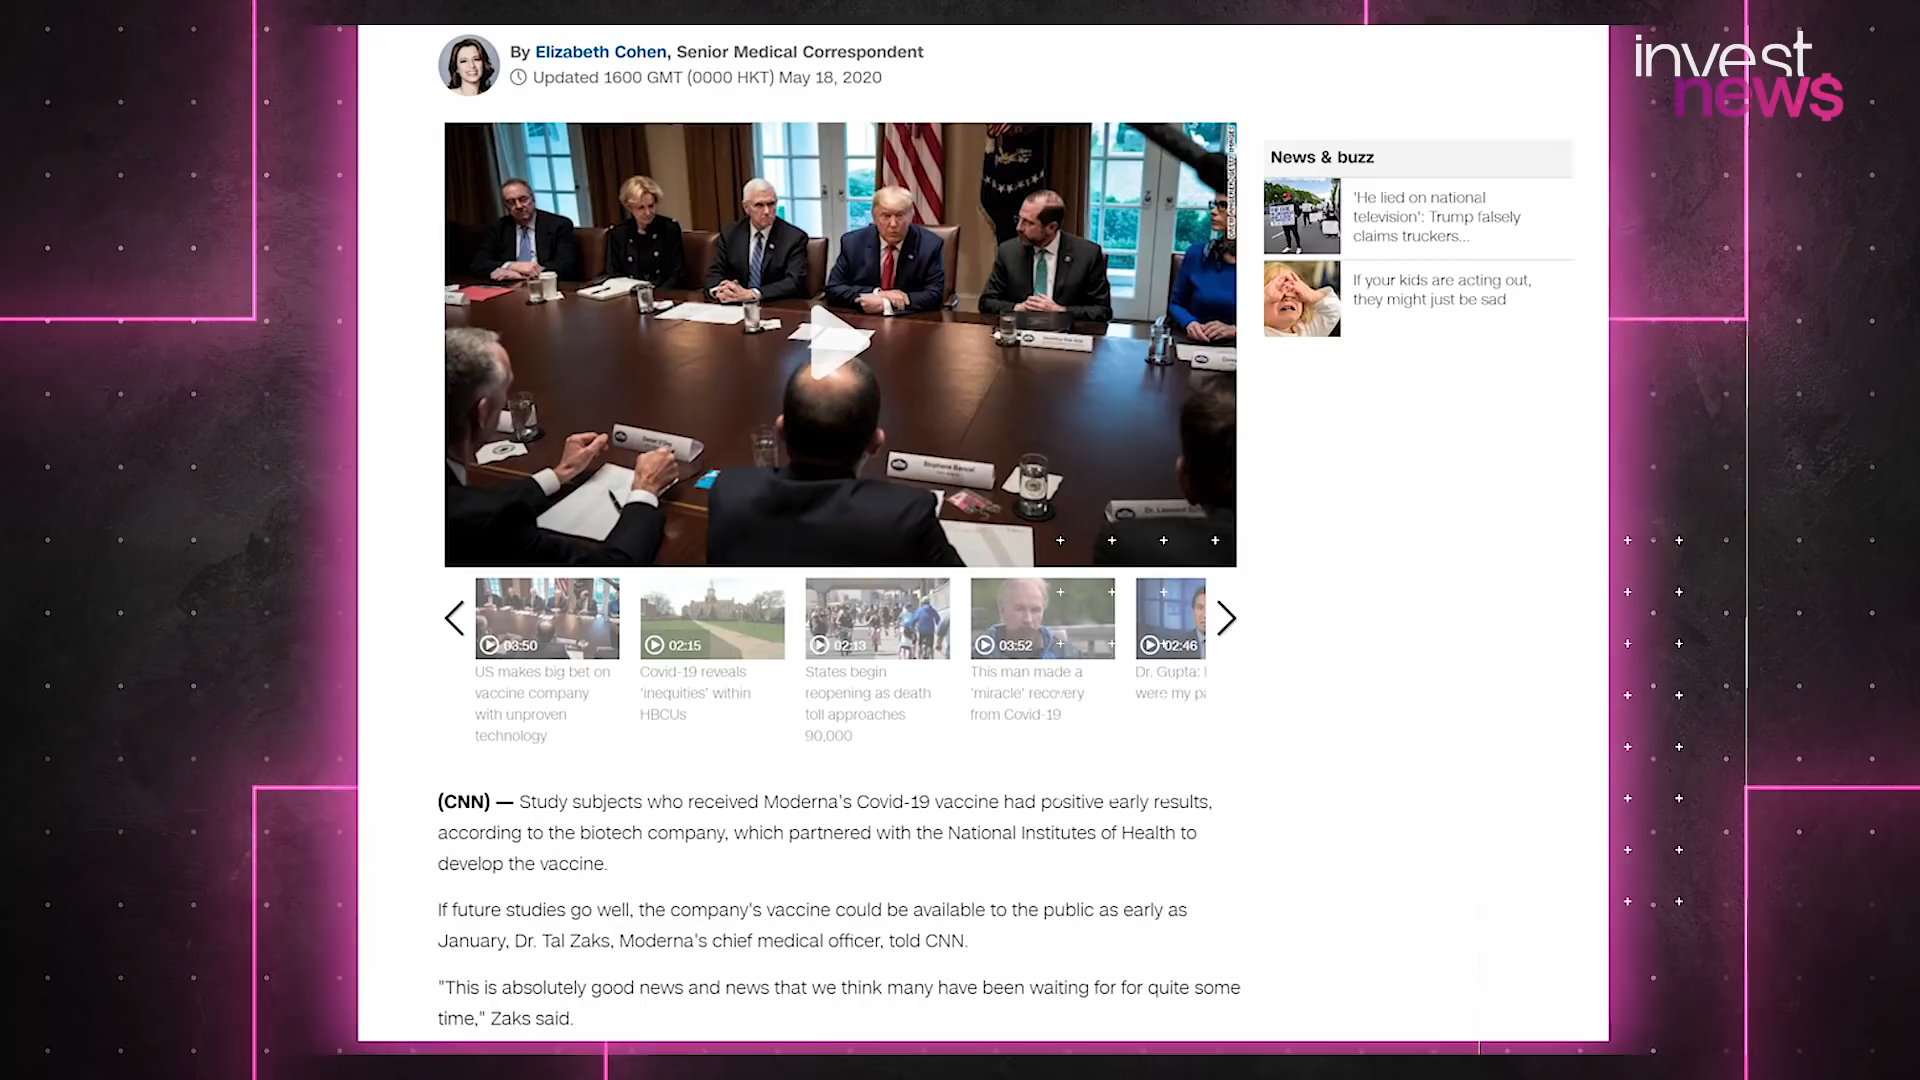 invest
new$
By Elizabeth Cohen, Senior Medical Correspondent
Updated 1600 GMT (0000 HKT) May 18, 2020
News & buzz
'He lied on national
television': Trump falsely
claims truckers...
If your kids are acting out,
they might just be sad
Stephane Bancel
03:50
US makes big bet on
vaccine company
with unproven
technology
02:15
Covid-19 reveals
'inequities' within
HBCUs
02:13
States begin
reopening as death
toll approaches
90,000
03:52
This man made a
'miracle' recovery
from Covid-19
02:46
Dr. Gupta:
were my
(CNN) — Study subjects who received Moderna's Covid-19 vaccine had positive early results,
according to the biotech company, which partnered with the National Institutes of Health to
develop the vaccine.
If future studies go well, the company's vaccine could be available to the public as early as
January, Dr. Tal Zaks, Moderna's chief medical officer, told CNN.
"This is absolutely good news and news that we think many have been waiting for for quite some
time," Zaks said.